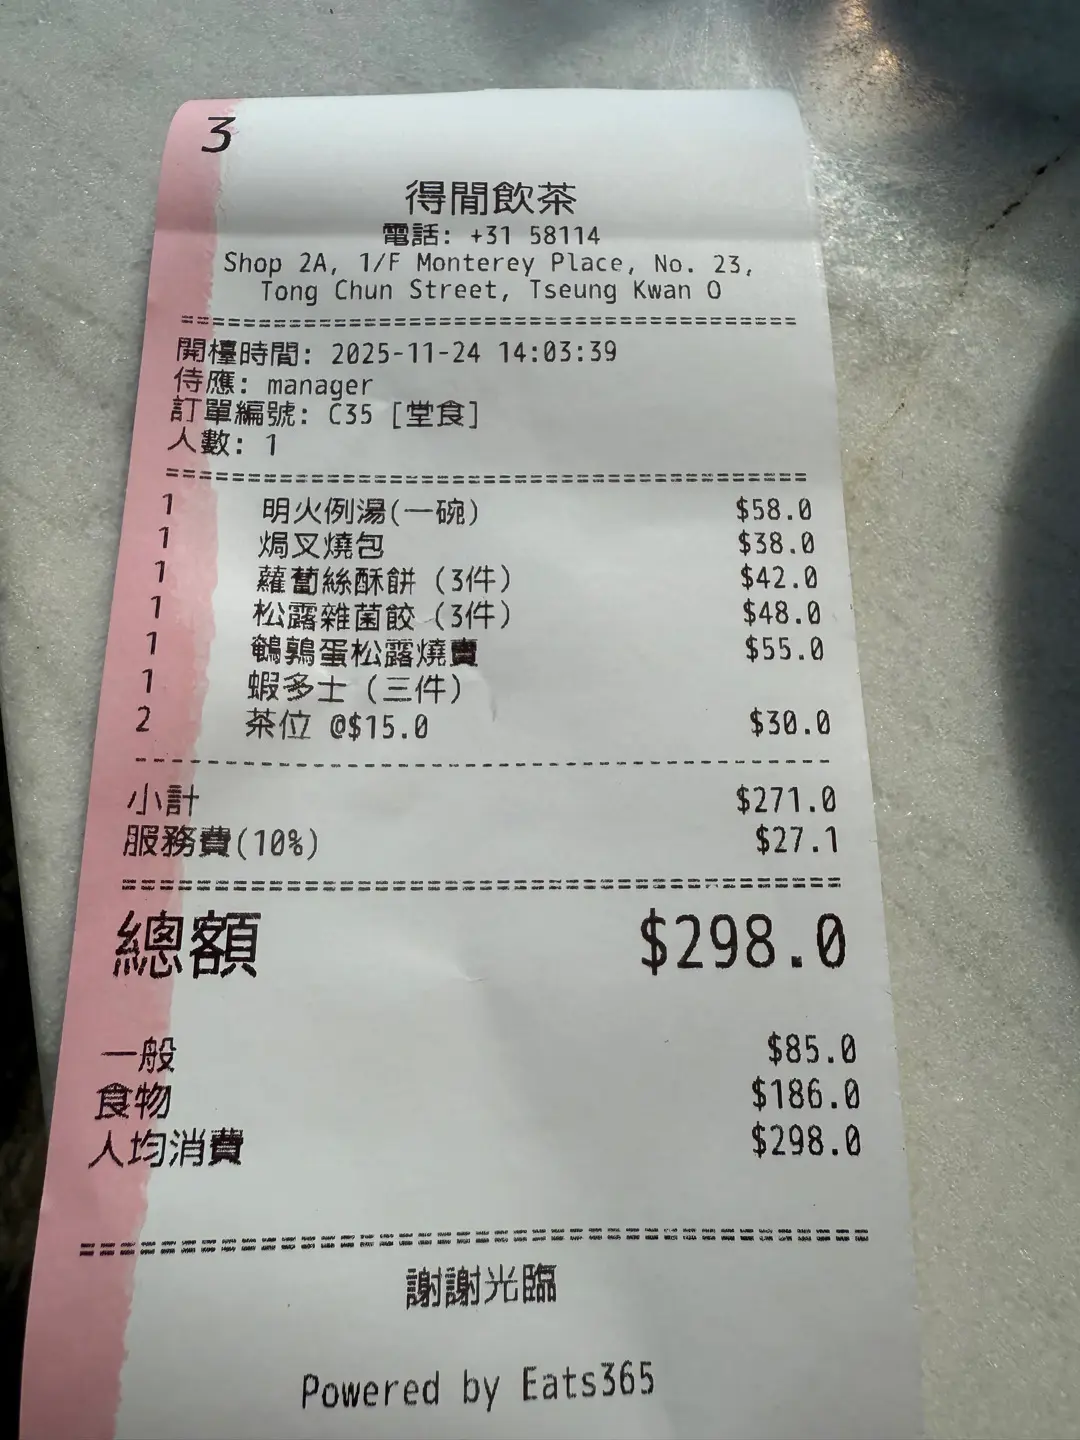 3
得閒飲茶
電話: +31 58114
Shop 2A, 1/F Monterey Place, No. 23,
Tong Chun Street, Tseung Kwan O
開檯時間: 2025-11-24 14:03:39
侍應: manager
訂單編號: C35 [堂食]
人數: 1
1 明火例湯(一碗) $58.0
1 焗叉燒包 $38.0
1 蘿蔔絲酥餅 (3件) $42.0
1 松露雜菌餃 (3件) $48.0
1 鵪鶉蛋松露燒賣 $55.0
1 蝦多士 (三件)
2 茶位 @$15.0 $30.0
小計 $271.0
服務費(10%) $27.1
總額 $298.0
一般 $85.0
食物 $186.0
人均消費 $298.0
謝謝光臨
Powered by Eats365